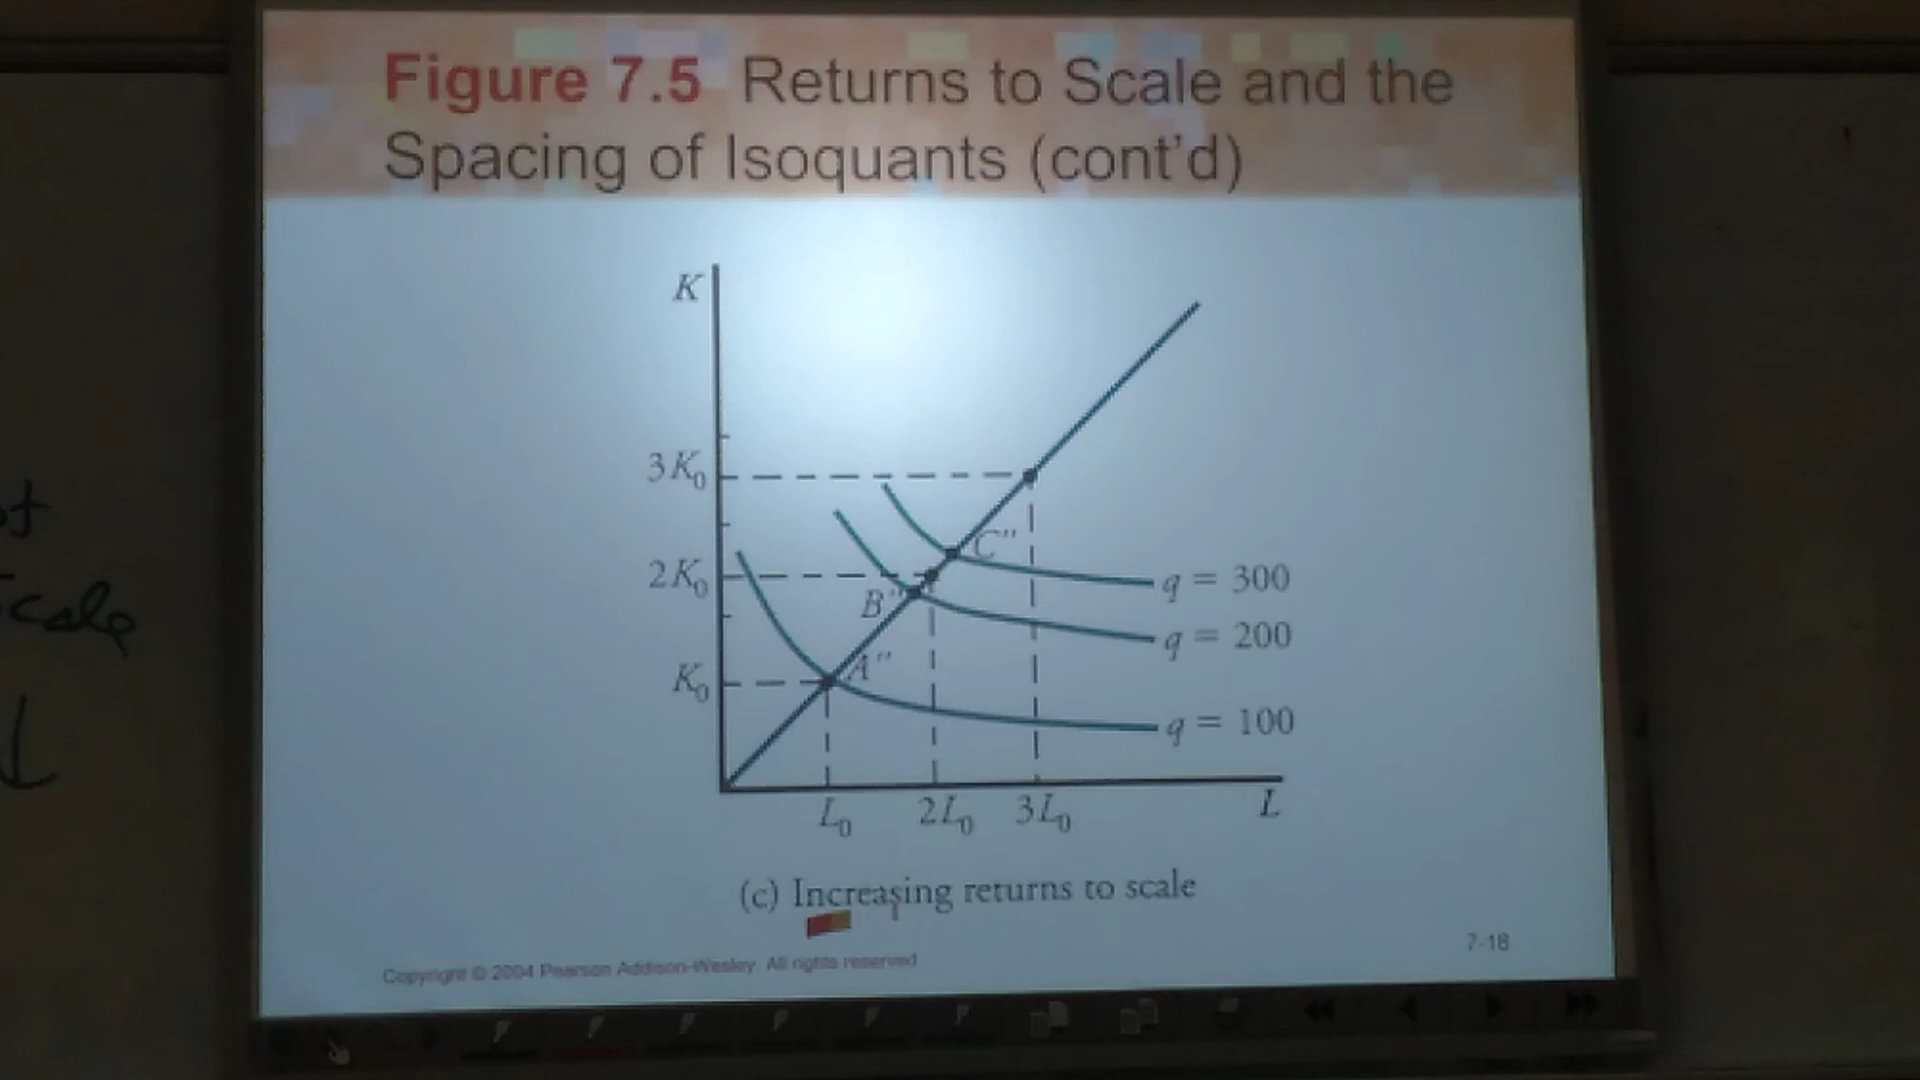 Figure 7.5 Returns to Scale and the
Spacing of Isoquants (cont'd)
K
3K₀
C"
2K₀
q = 300
B"
q = 200
A"
K₀
q = 100
L₀ 2L₀ 3L₀ L
(c) Increasing returns to scale
7-18
Copyright © 2004 Pearson Addison-Wesley. All rights reserved
scale